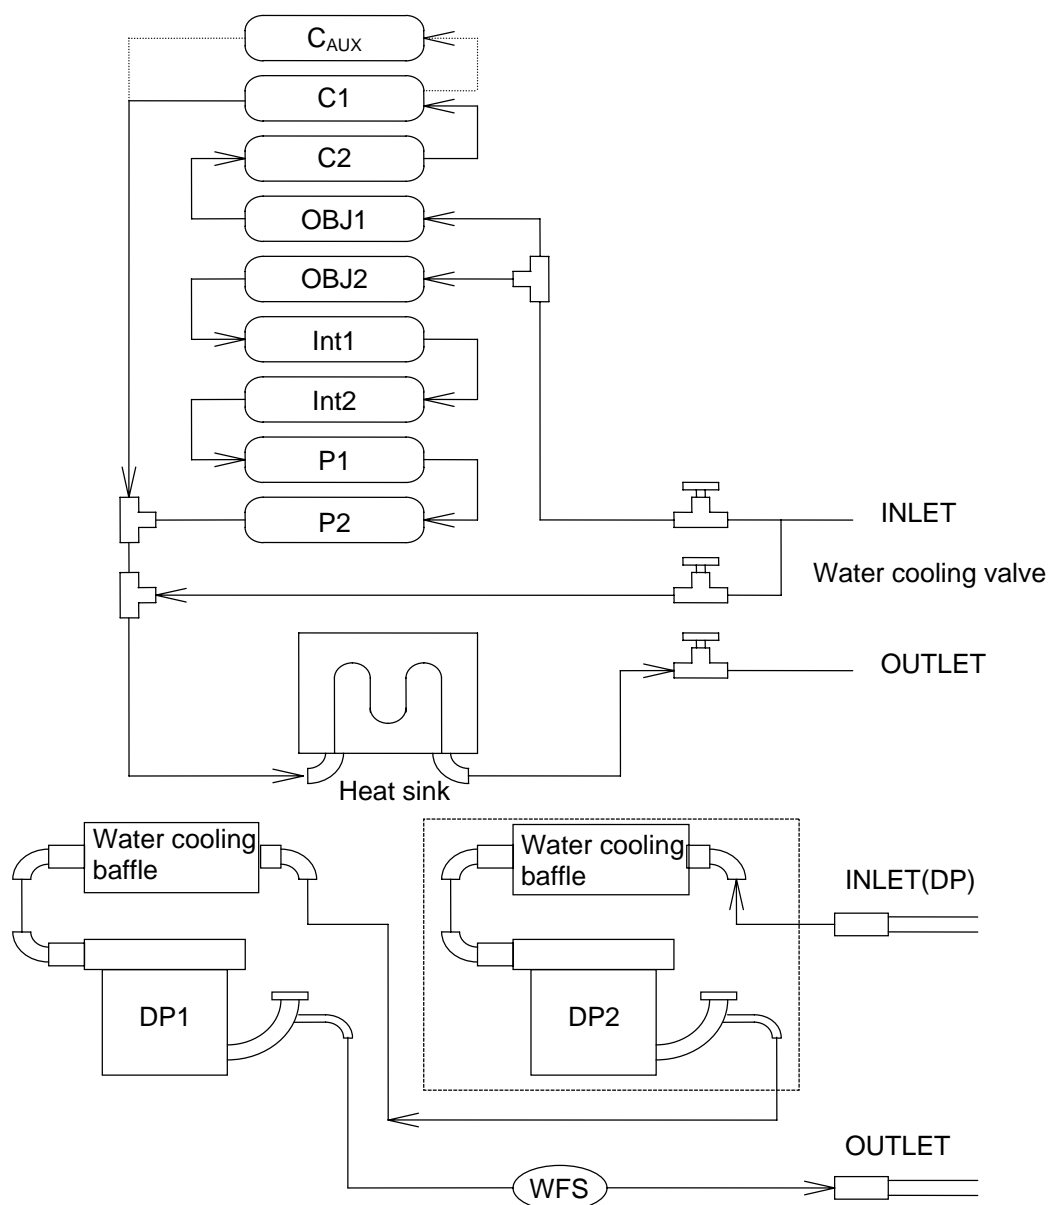 CAUX
C1
C2
OBJ1
OBJ2
Int1
Int2
P1
P2
INLET
Water cooling valve
OUTLET
Heat sink
Water cooling
baffle
Water cooling
baffle
INLET(DP)
DP1
DP2
OUTLET
WFS